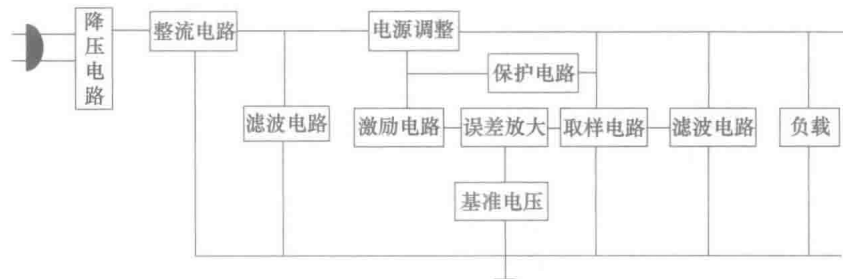 降压电路
整流电路
电源调整
保护电路
滤波电路
激励电路
误差放大
取样电路
滤波电路
负载
基准电压